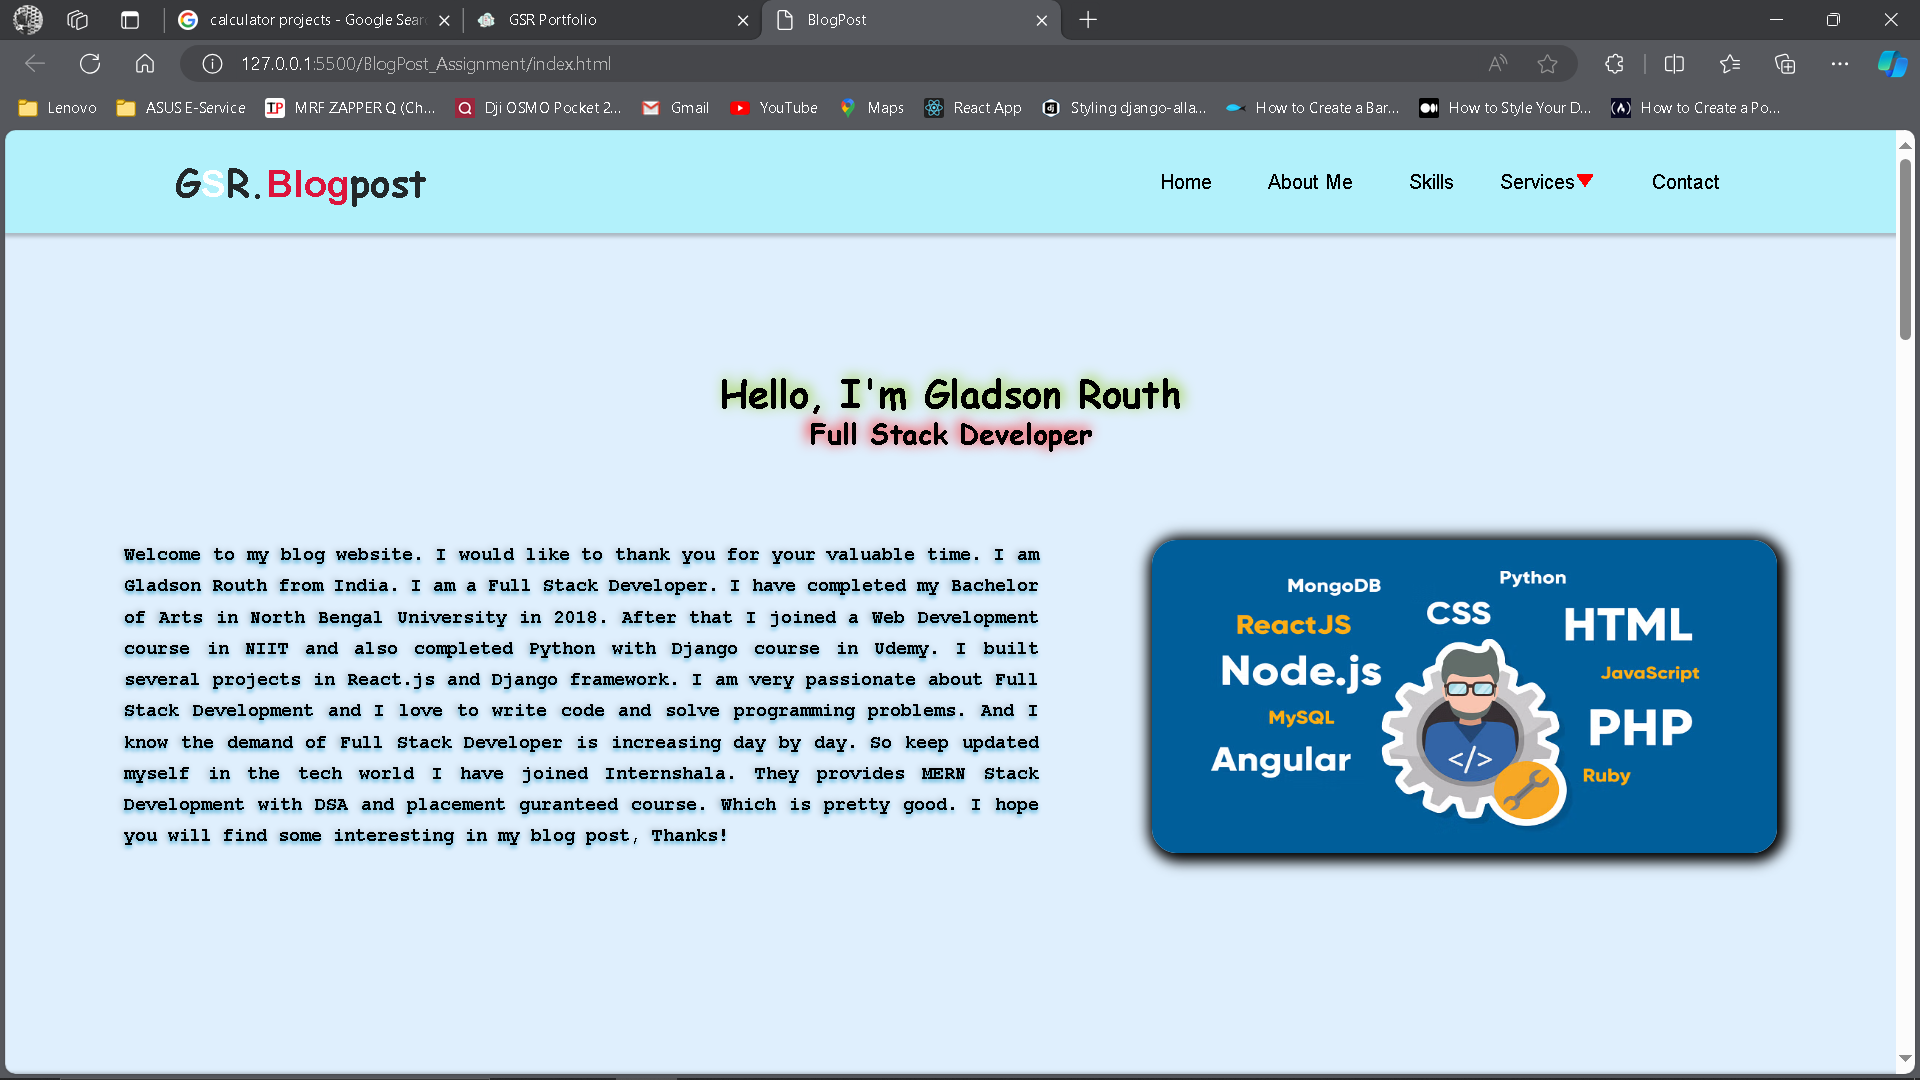 calculator projects - Google Sear
GSR Portfolio
BlogPost
127.0.0.1:5500/BlogPost_Assignment/index.html
Lenovo
ASUS E-Service
MRF ZAPPER Q (Ch...
Dji OSMO Pocket 2...
Gmail
YouTube
Maps
React App
Styling django-alla...
How to Create a Bar...
How to Style Your D...
How to Create a Po...
GSR.Blogpost
Home
About Me
Skills
Services
Contact
Hello, I'm Gladson Routh
Full Stack Developer
Welcome to my blog website. I would like to thank you for your valuable time. I am
Gladson Routh from India. I am a Full Stack Developer. I have completed my Bachelor
of Arts in North Bengal University in 2018. After that I joined a Web Development
course in NIIT and also completed Python with Django course in Udemy. I built
several projects in React.js and Django framework. I am very passionate about Full
Stack Development and I love to write code and solve programming problems. And I
know the demand of Full Stack Developer is increasing day by day. So keep updated
myself in the tech world I have joined Internshala. They provides MERN Stack
Development with DSA and placement guranteed course. Which is pretty good. I hope
you will find some interesting in my blog post, Thanks!
MongoDB
Python
CSS
HTML
ReactJS
Node.js
JavaScript
MySQL
PHP
Angular
</>
Ruby